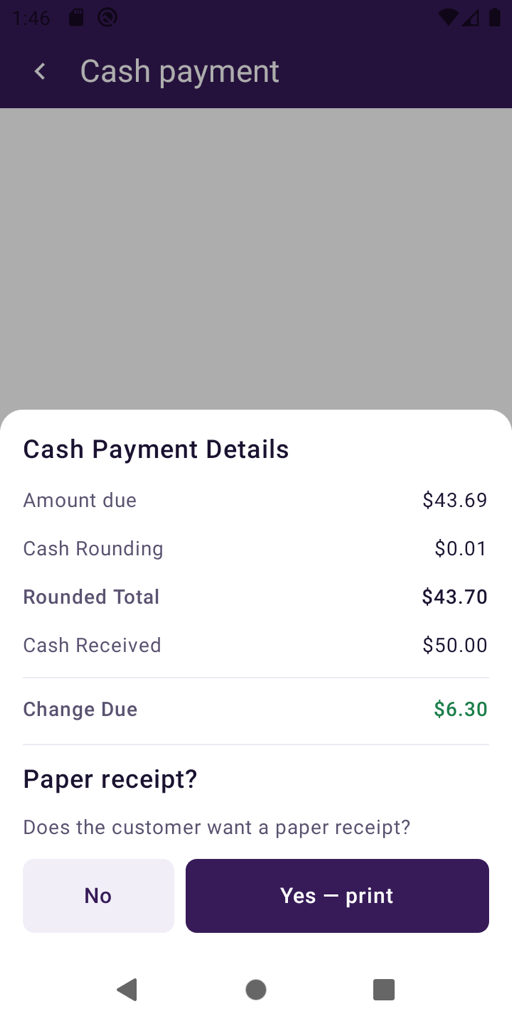 1:46
Cash payment
Cash Payment Details
Amount due $43.69
Cash Rounding $0.01
Rounded Total $43.70
Cash Received $50.00
Change Due $6.30
Paper receipt?
Does the customer want a paper receipt?
No Yes – print